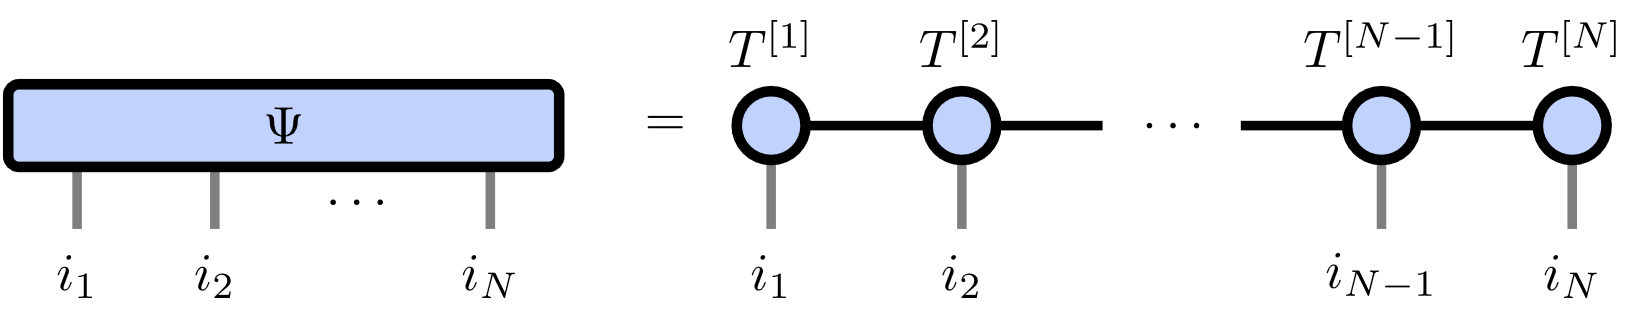 T^{[1]} T^{[2]} T^{[N−1]} T^{[N]}
Ψ = ⋯
⋯
i_1 i_2 i_N i_1 i_2 i_{N−1} i_N